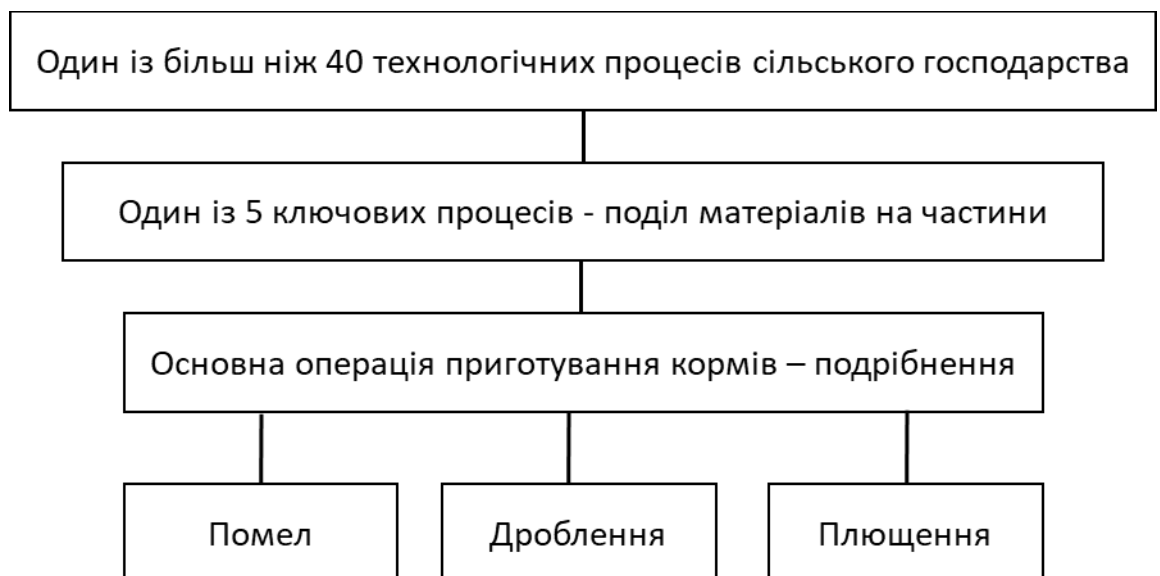 Один із більш ніж 40 технологічних процесів сільського господарства
Один із 5 ключових процесів - поділ матеріалів на частини
Основна операція приготування кормів – подрібнення
Помел
Дроблення
Плющення